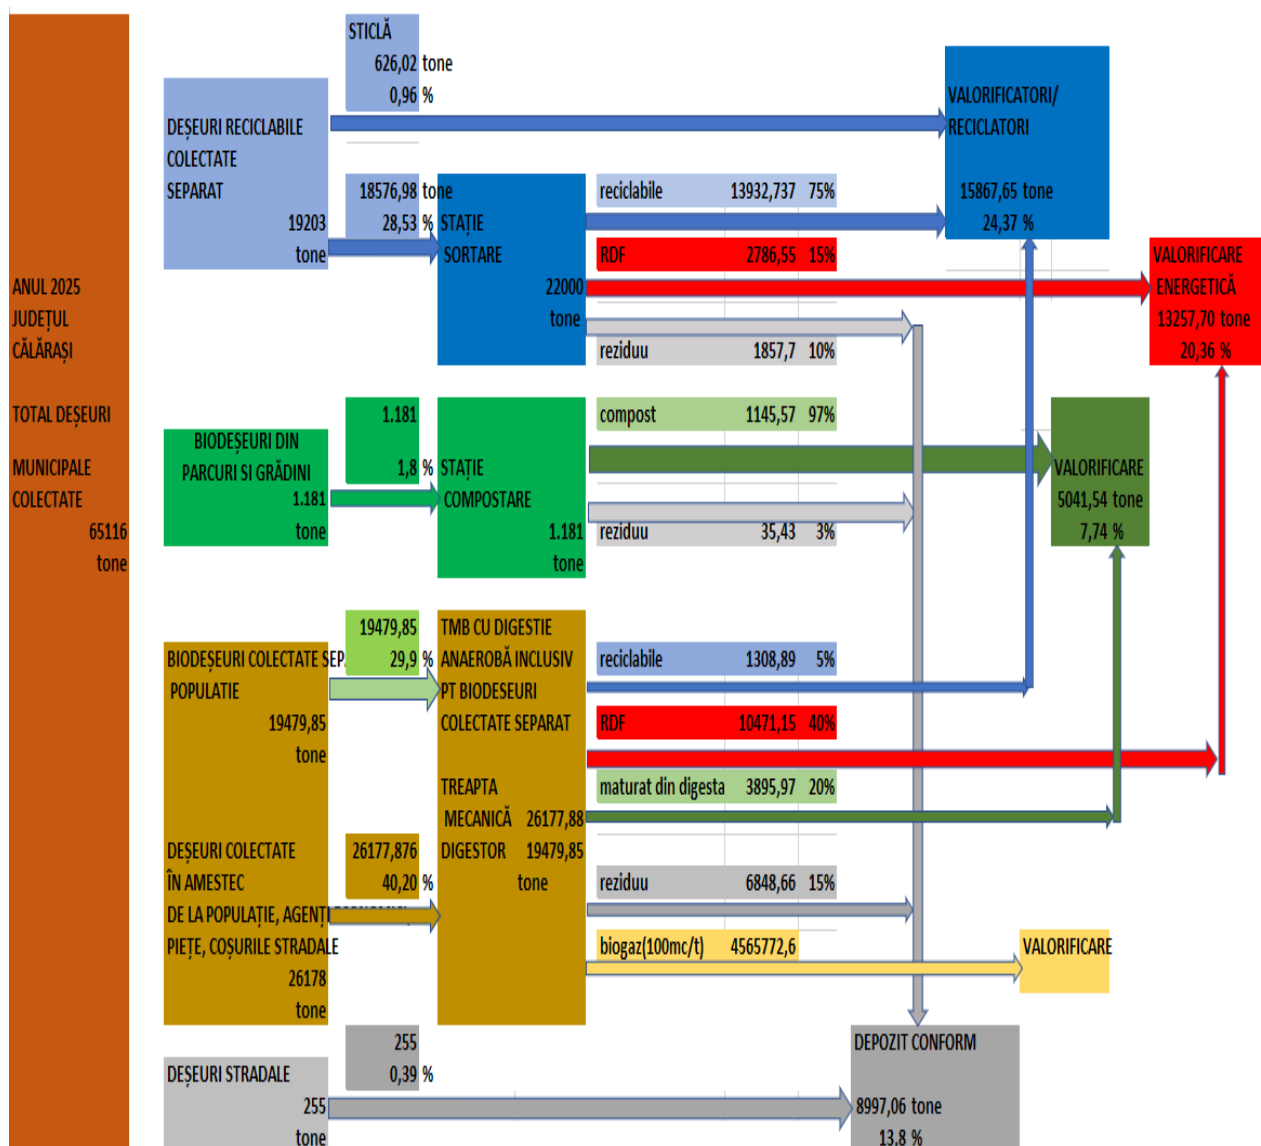 ANUL 2025
JUDEȚUL
CĂLĂRAȘI
TOTAL DEȘEURI
MUNICIPALE
COLECTATE
65116
tone
DEȘEURI RECICLABILE
COLECTATE
SEPARAT
19203
tone
STICLĂ
626,02 tone
0,96 %
18576,98 tone
28,53 %
STAȚIE
SORTARE
22000
tone
reciclabile 13932,737 75%
RDF 2786,55 15%
reziduu 1857,7 10%
VALORIFICATORI/
RECICLATORI
15867,65 tone
24,37 %
VALORIFICARE
ENERGETICĂ
13257,70 tone
20,36 %
BIODEȘEURI DIN
PARCURI SI GRĂDINI
1.181
tone
1.181
1,8 %
STAȚIE
COMPOSTARE
1.181
tone
compost 1145,57 97%
reziduu 35,43 3%
VALORIFICARE
5041,54 tone
7,74 %
BIODEȘEURI COLECTATE SEP
POPULATIE
19479,85
tone
19479,85
29,9 %
DEȘEURI COLECTATE
ÎN AMESTEC
DE LA POPULAȚIE, AGENȚI
PIEȚE, COȘURILE STRADALE
26178
tone
26177,876
40,20 %
TMB CU DIGESTIE
ANAEROBĂ INCLUSIV
PT BIODESEURI
COLECTATE SEPARAT
TREAPTA
MECANICĂ 26177,88
DIGESTOR 19479,85
tone
reciclabile 1308,89 5%
RDF 10471,15 40%
maturat din digesta 3895,97 20%
reziduu 6848,66 15%
biogaz(100mc/t) 4565772,6
VALORIFICARE
DEȘEURI STRADALE
255
tone
255
0,39 %
DEPOZIT CONFORM
8997,06 tone
13,8 %